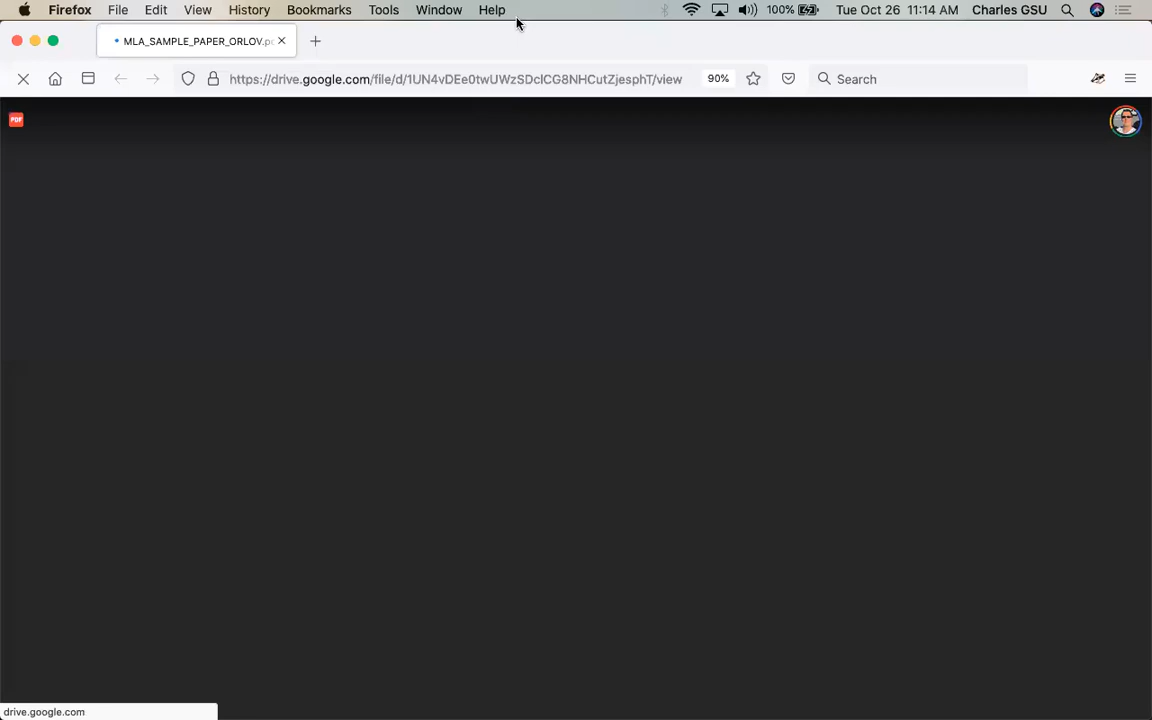 Firefox File Edit View History Bookmarks Tools Window Help 100% Tue Oct 26 11:14 AM Charles GSU
MLA_SAMPLE_PAPER_ORLOV.p
https://drive.google.com/file/d/1UN4vDEe0twUWzSDclCG8NHCutZjesphT/view 90% Search
PDF
drive.google.com